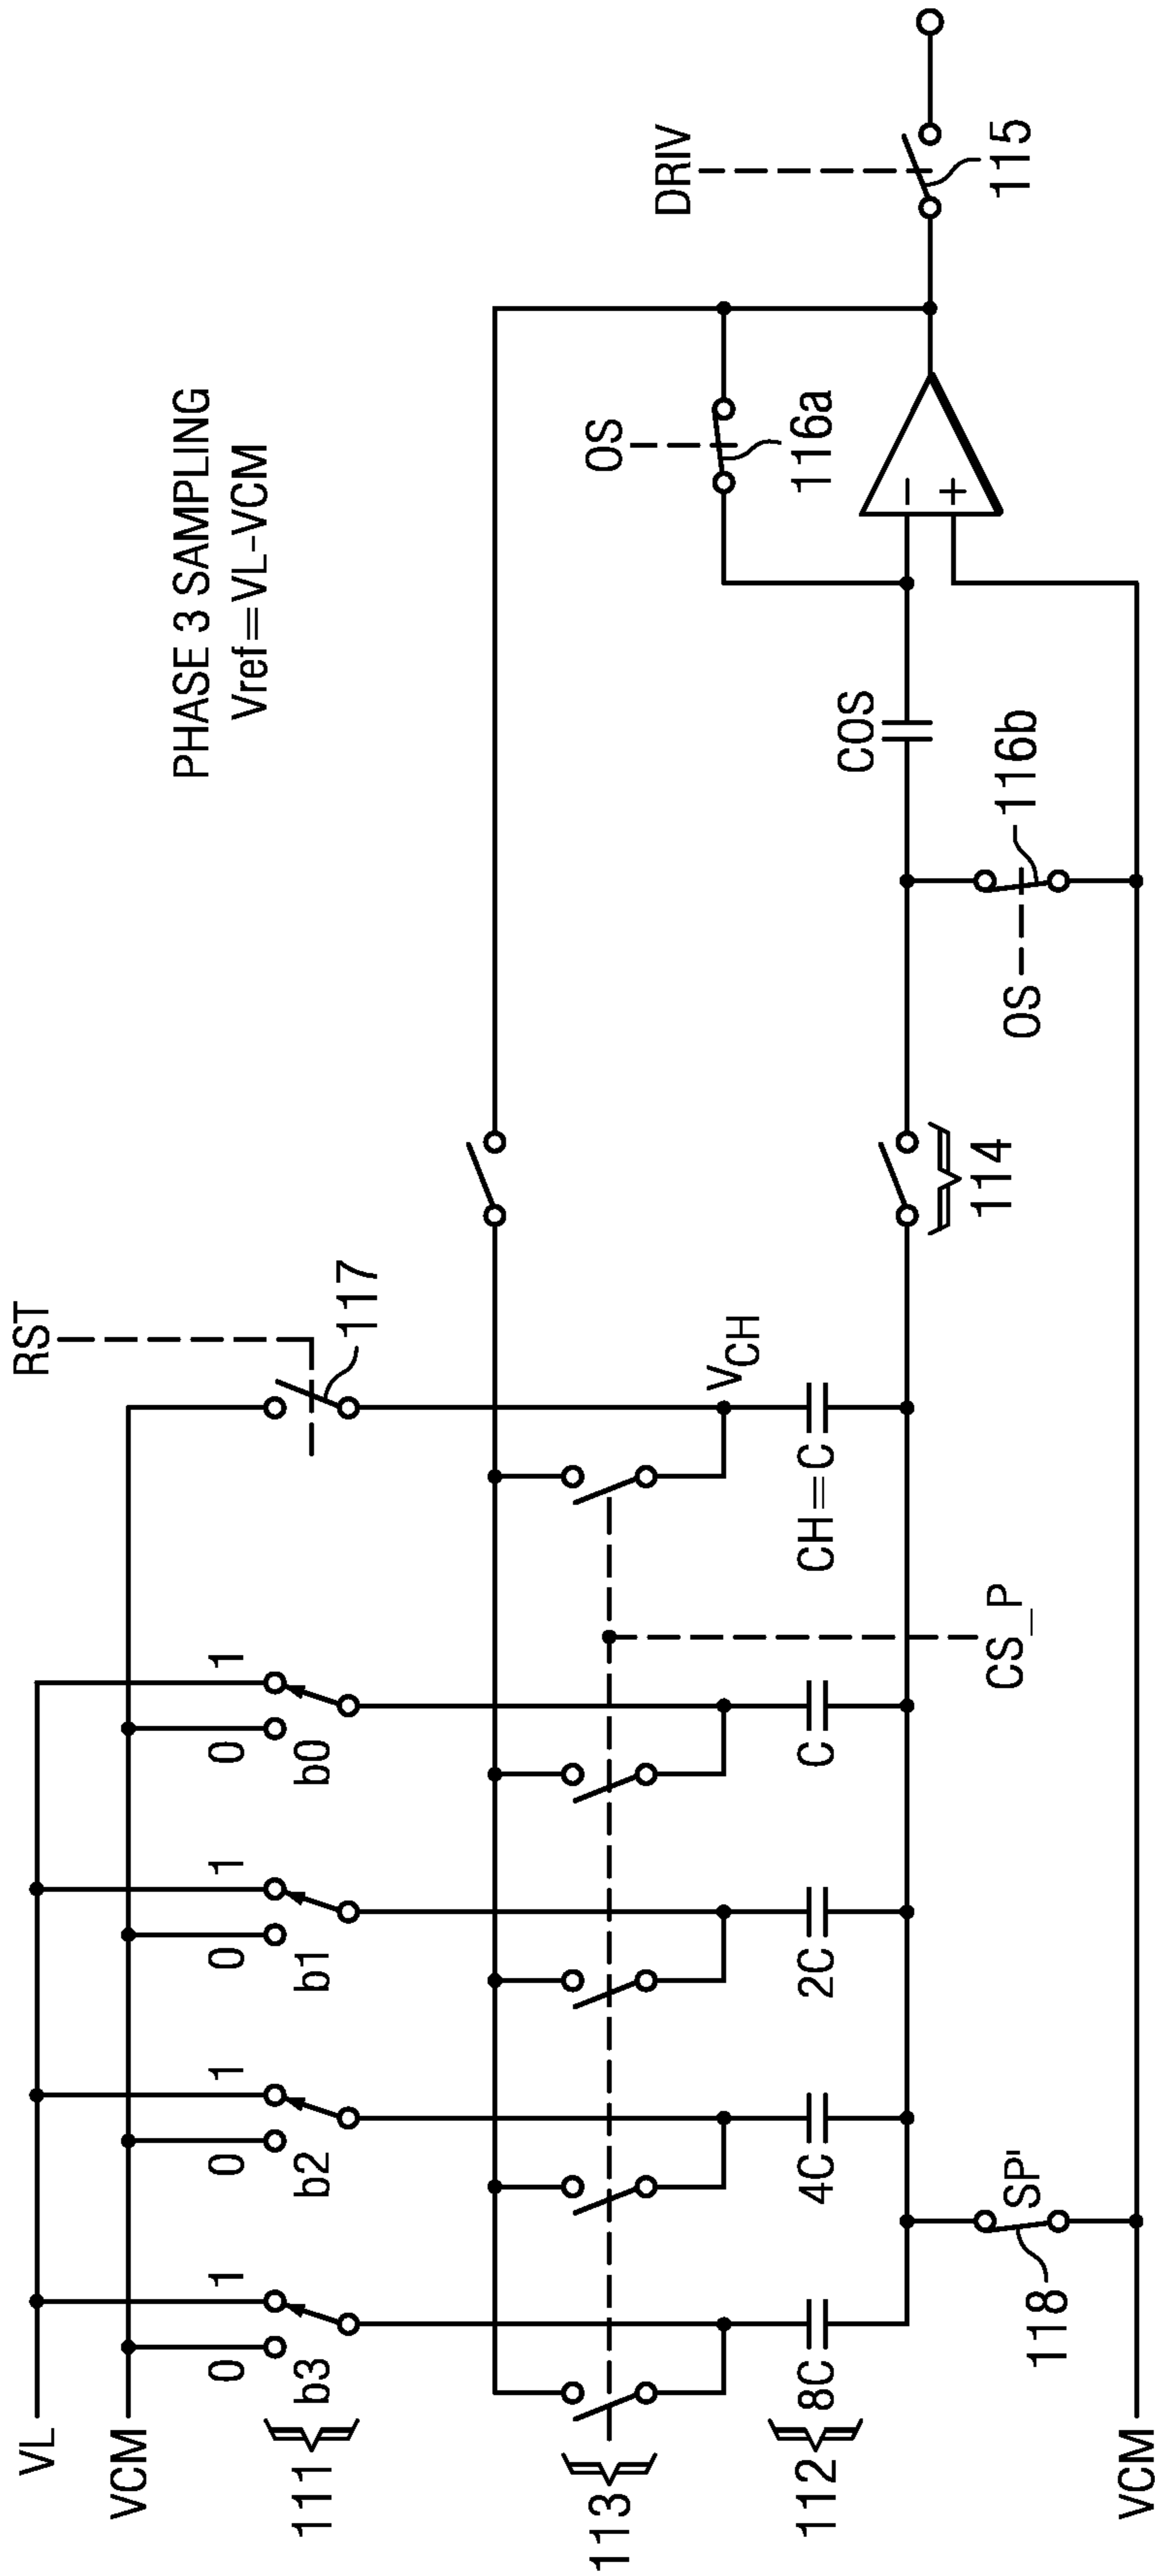 PHASE 3 SAMPLING
Vref=VL-VCM
VL
VCM
RST
117
0 1
b3
0 1
b2
0 1
b1
0 1
b0
111
113
112
8C
4C
2C
C
CH=C
VCH
CS_P
SP'
118
114
OS
116b
COS
OS
116a
-
+
DRIV
115
VCM